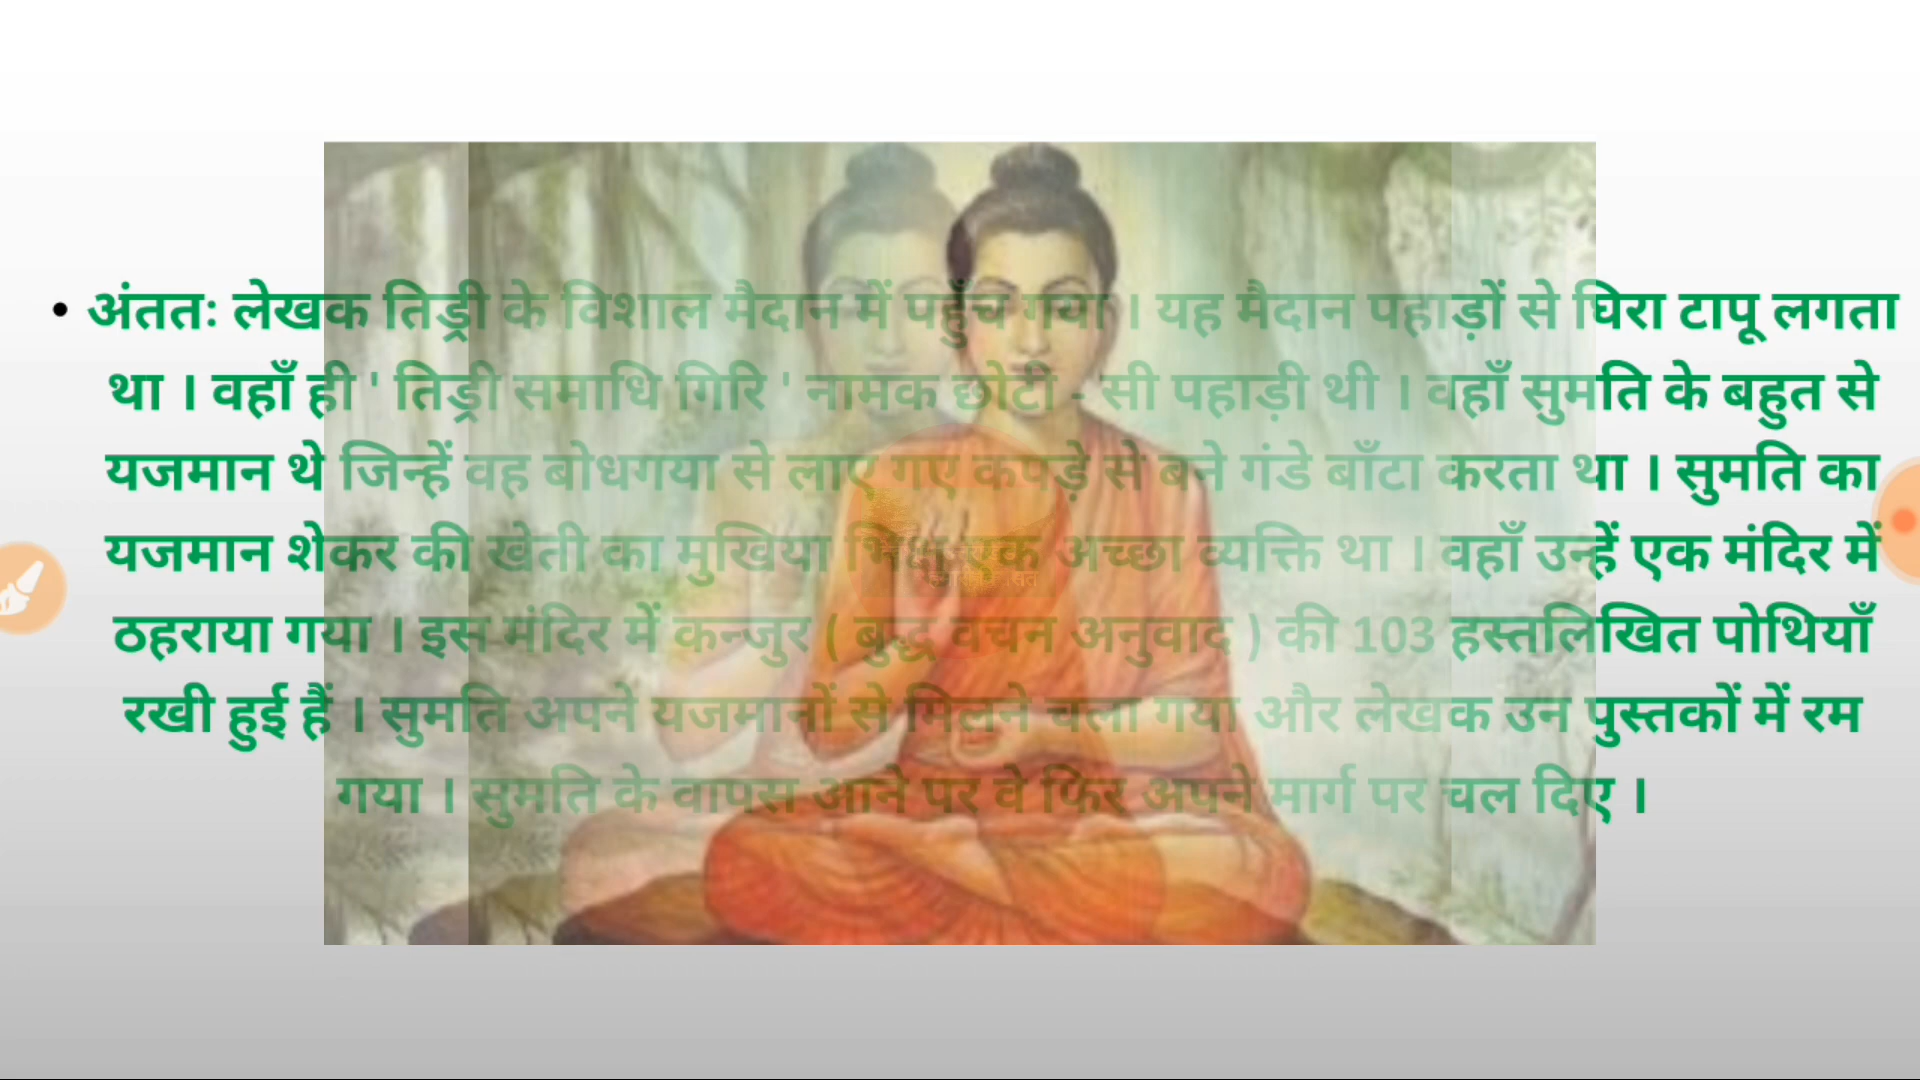 • अंततः लेखक तिड्री के विशाल मैदान में पहुँच गया । यह मैदान पहाड़ों से घिरा टापू लगता
था । वहाँ ही ' तिड्री समाधि गिरि ' नामक छोटी - सी पहाड़ी थी । वहाँ सुमति के बहुत से
यजमान थे जिन्हें वह बोधगया से लाए गए कपड़े से बने गंडे बाँटा करता था । सुमति का
यजमान शेकर की खेती का मुखिया भिक्षु एक अच्छा व्यक्ति था । वहाँ उन्हें एक मंदिर में
ठहराया गया । इस मंदिर में कन्जुर ( बुद्ध वचन अनुवाद ) की 103 हस्तलिखित पोथियाँ
रखी हुई हैं । सुमति अपने यजमानों से मिलने चला गया और लेखक उन पुस्तकों में रम
गया । सुमति के वापस आने पर वे फिर अपने मार्ग पर चल दिए ।